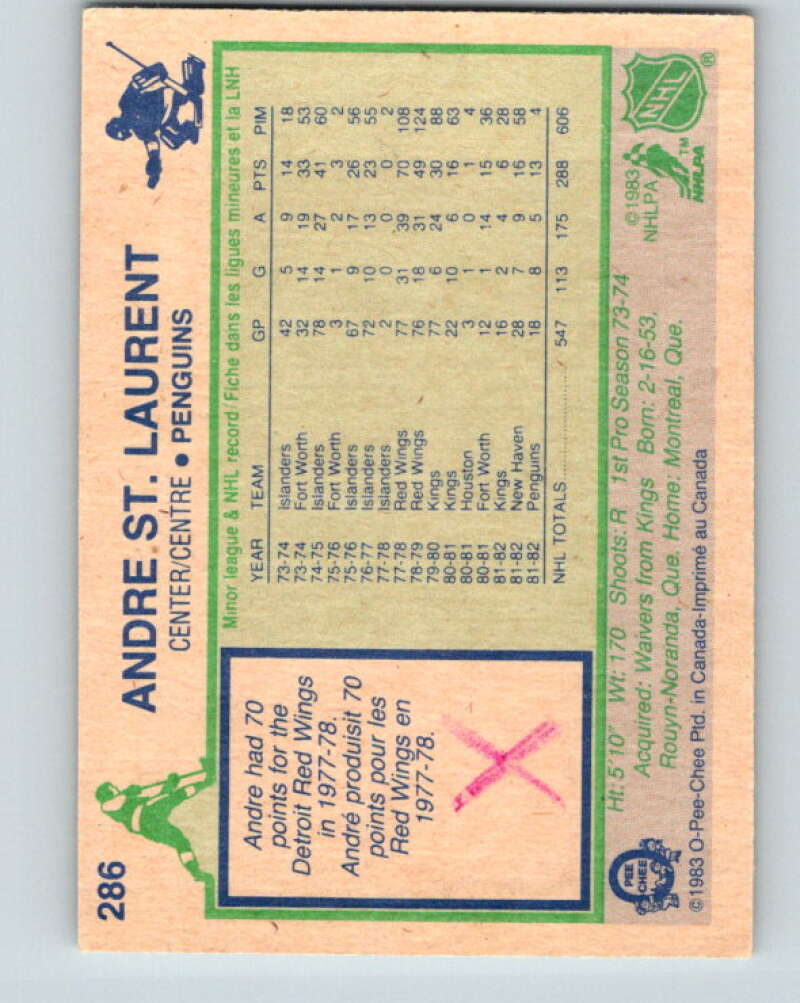 286
ANDRE ST. LAURENT
CENTER/CENTRE • PENGUINS
Andre had 70
points for the
Detroit Red Wings
in 1977-78.
André produisit 70
points pour les
Red Wings en
1977-78.
Minor league & NHL record/Fiche dans les ligues mineures et la LNH
YEAR TEAM GP G A PTS PIM
73-74 Islanders 42 5 9 14 18
73-74 Fort Worth 32 14 19 33 53
74-75 Islanders 78 14 27 41 60
75-76 Fort Worth 3 1 2 3 2
75-76 Islanders 67 9 17 26 56
76-77 Islanders 72 10 13 23 55
77-78 Islanders 2 0 0 0 2
77-78 Red Wings 77 31 39 70 108
78-79 Red Wings 76 18 31 49 124
79-80 Kings 77 6 24 30 88
80-81 Kings 22 10 6 16 63
80-81 Houston 3 1 0 1 4
80-81 Fort Worth 12 1 14 15 36
81-82 Kings 16 2 4 6 28
81-82 New Haven 28 7 9 16 58
81-82 Penguins 18 8 5 13 4
NHL TOTALS 547 113 175 288 606
Ht: 5'10" Wt: 170 Shoots: R 1st Pro Season 73-74
Acquired: Waivers from Kings Born: 2-16-53,
Rouyn-Noranda, Que. Home: Montreal, Que.
©1983 O-Pee-Chee Ptd. in Canada-Imprimé au Canada
O
PEE
CHEE
©1983
NHLPA
NHLPA™
NHL®